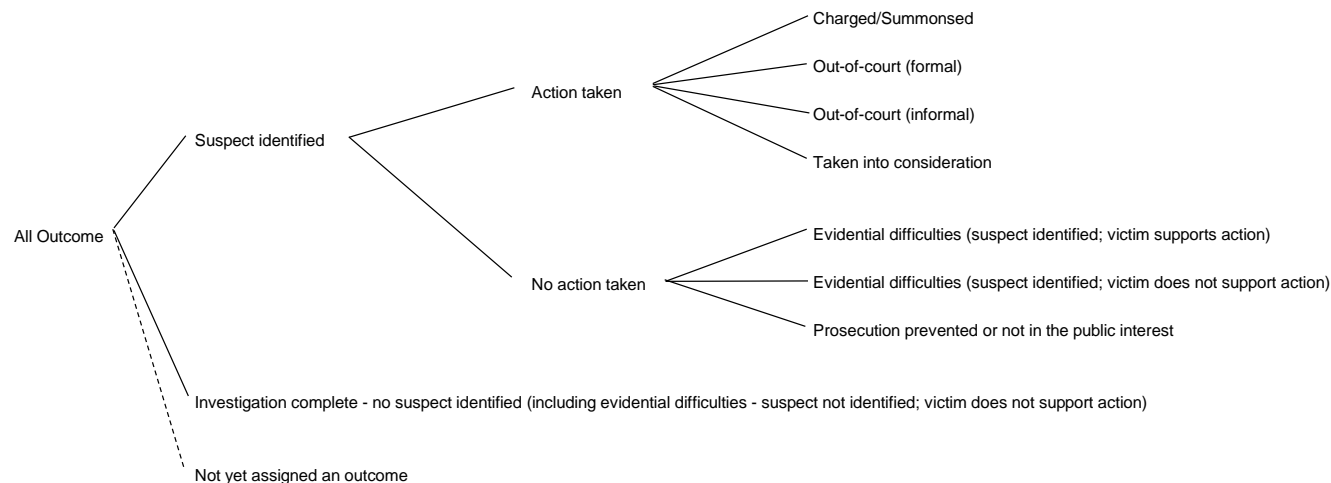 Charged/Summonsed
Out-of-court (formal)
Action taken
Out-of-court (informal)
Suspect identified
Taken into consideration
All Outcome
Evidential difficulties (suspect identified; victim supports action)
No action taken
Evidential difficulties (suspect identified; victim does not support action)
Prosecution prevented or not in the public interest
Investigation complete - no suspect identified (including evidential difficulties - suspect not identified; victim does not support action)
Not yet assigned an outcome